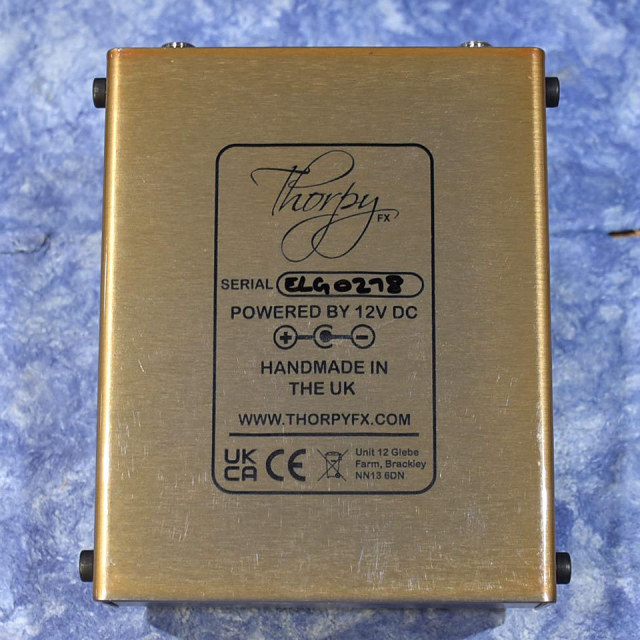 Thorpy FX
SERIAL ELG0278
POWERED BY 12V DC
HANDMADE IN
THE UK
WWW.THORPYFX.COM
UK
CA CE
Unit 12 Glebe
Farm, Brackley
NN13 6DN